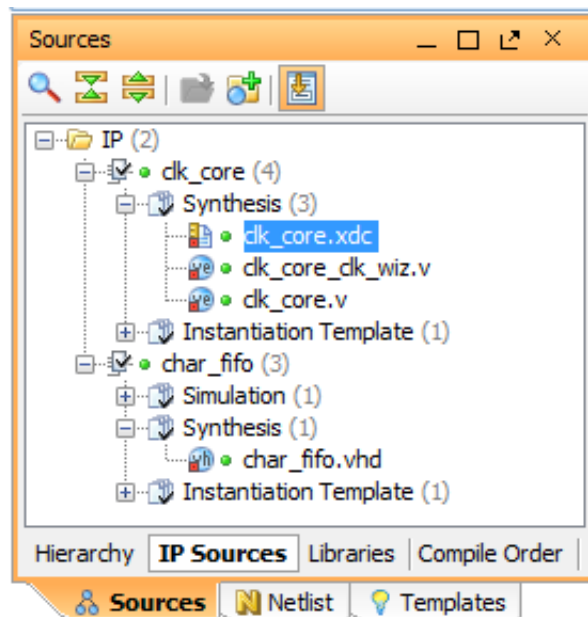 Sources
IP (2)
clk_core (4)
Synthesis (3)
clk_core.xdc
clk_core_clk_wiz.v
clk_core.v
Instantiation Template (1)
char_fifo (3)
Simulation (1)
Synthesis (1)
char_fifo.vhd
Instantiation Template (1)
Hierarchy IP Sources Libraries Compile Order
Sources Netlist Templates